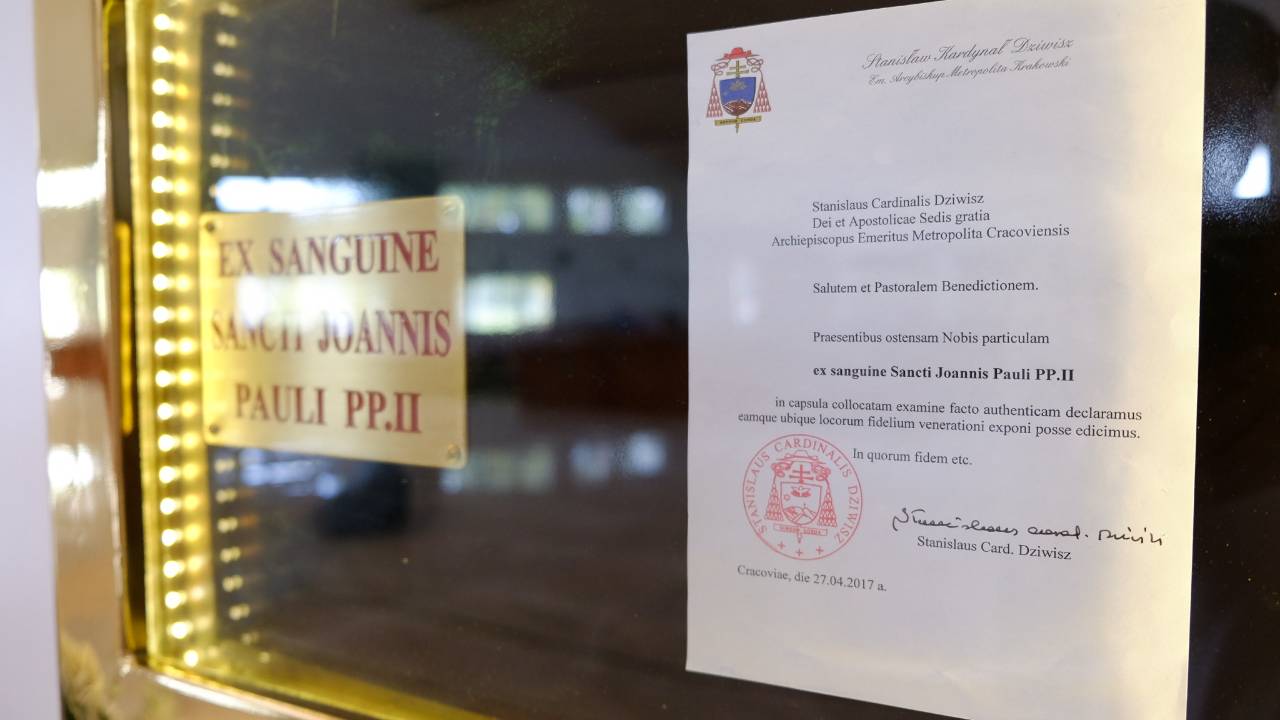 EX SANGUINE
SANCTI JOANNIS
PAULI PP.II
Stanisław Kardynał Dziwisz
Em. Arcybiskup Metropolita Krakowski
Stanislaus Cardinalis Dziwisz
Dei et Apostolicae Sedis gratia
Archiepiscopus Emeritus Metropolita Cracoviensis
Salutem et Pastoralem Benedictionem.
Praesentibus ostensam Nobis particulam
ex sanguine Sancti Joannis Pauli PP.II
in capsula collocatam examine facto authenticam declaramus
eamque ubique locorum fidelium venerationi exponi posse edicimus.
In quorum fidem etc.
STANISLAUS CARDINALIS DZIWISZ
Stanislaus Card. Dziwisz
Cracoviae, die 27.04.2017 a.